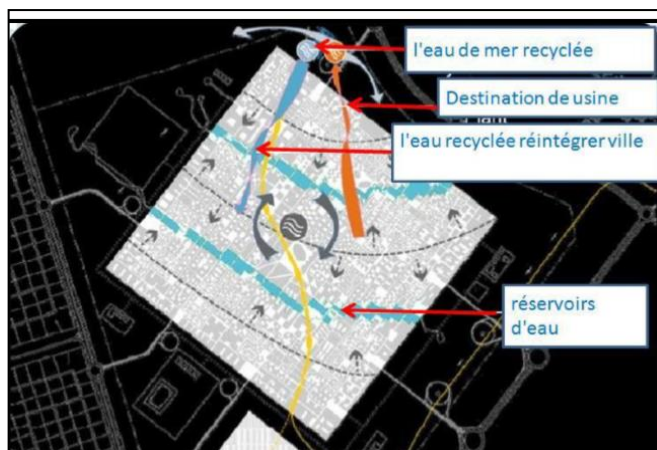 l'eau de mer recyclée
Destination de usine
l'eau recyclée réintégrer ville
réservoirs
d'eau